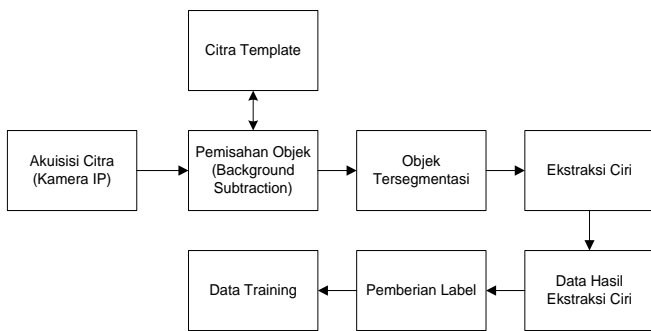 Citra Template
Akuisisi Citra
(Kamera IP)
Pemisahan Objek
(Background
Subtraction)
Objek
Tersegmentasi
Ekstraksi Ciri
Data Training
Pemberian Label
Data Hasil
Ekstraksi Ciri